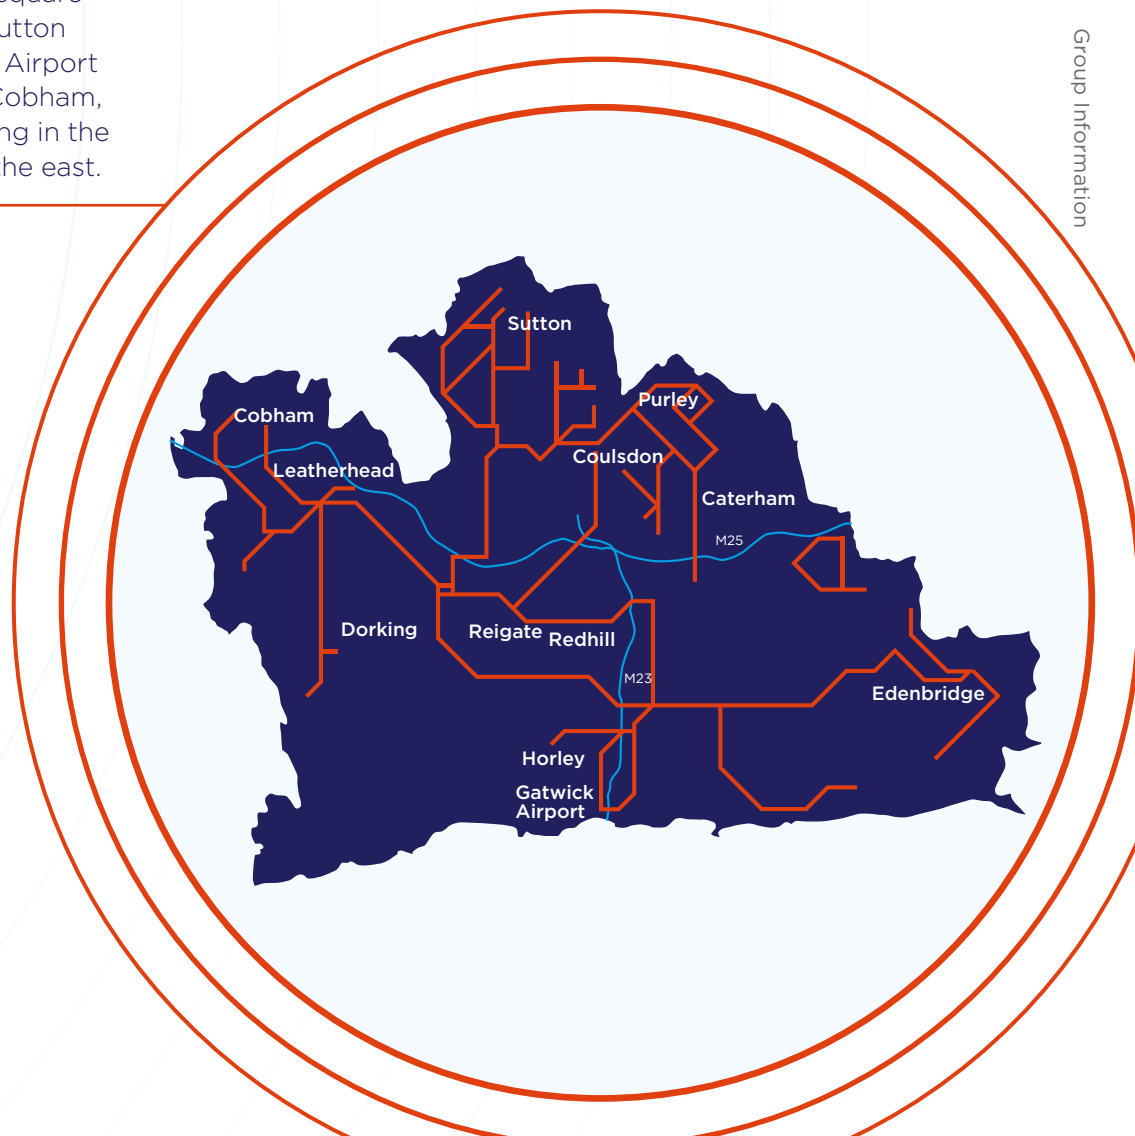 utton
Airport
Cobham,
ng in the
the east.
Group Information
Sutton
Purley
Cobham
Coulsdon
Leatherhead
Caterham
M25
Dorking
Reigate
Redhill
M23
Edenbridge
Horley
Gatwick
Airport